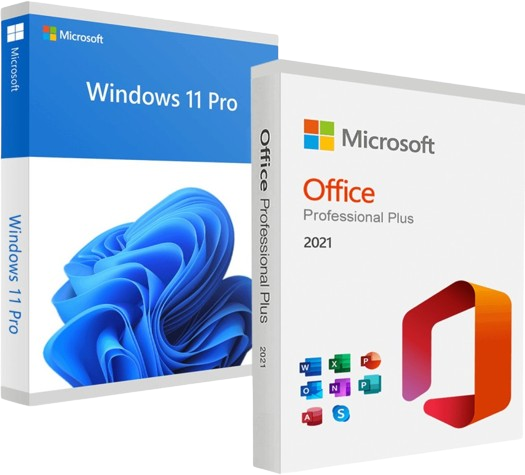 Microsoft
Microsoft
Windows 11 Pro
Windows 11 Pro
Office Professional Plus 2021
Microsoft
Office
Professional Plus
2021
W
X
P
O
N
P
A
S